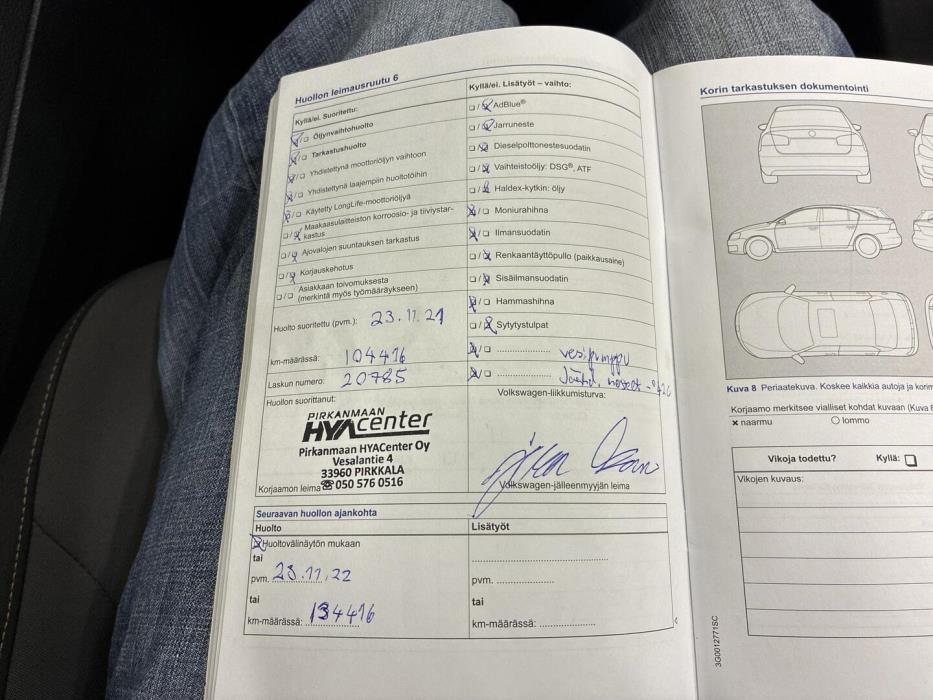 Huollon leimausruutu 6
Kyllä/ei. Suoritettu:
Öljynvaihtohuolto
Tarkastushuolto
Yhdistettynä moottoriöljyn vaihtoon
Yhdistettynä laajempiin huoltotöihin
Käytetty LongLife-moottoriöljyä
Maakaasulaitteiston korroosio- ja tiiviystar-
kastus
Ajovalojen suuntauksen tarkastus
Korjauskehotus
Asiakkaan toivomuksesta
(merkintä myös työmääräykseen)
Huolto suoritettu (pvm.): 23.11.21
km-määrässä: 104416
Laskun numero: 20785
Huollon suorittanut:
PIRKANMAAN
HYAcenter
Pirkanmaan HYACenter Oy
Vesalantie 4
33960 PIRKKALA
Korjaamon leima ☎ 050 576 0516
Kyllä/ei. Lisätyöt – vaihto:
AdBlue®
Jarruneste
Dieselpolttonestesuodatin
Vaihteistoöljy: DSG®, ATF
Haldex-kytkin: öljy
Moniurahihna
Ilmansuodatin
Renkaantäyttöpullo (paikkausaine)
Sisäilmansuodatin
Hammashihna
Sytytystulpat
vesipumppu
Volkswagen-liikkumisturva:
Volkswagen-jälleenmyyjän leima
Seuraavan huollon ajankohta
Huolto
Huoltovälinäytön mukaan
tai
pvm. 23.11.22
tai
km-määrässä: 134416
Lisätyöt
pvm.
tai
km-määrässä:
Korin tarkastuksen dokumentointi
Kuva 8 Periaatekuva. Koskee kaikkia autoja ja
Korjaamo merkitsee vialliset kohdat kuvaan (Kuva 8
x naarmu
lommo
Vikoja todettu? Kyllä:
Vikojen kuvaus:
3G0012771SC